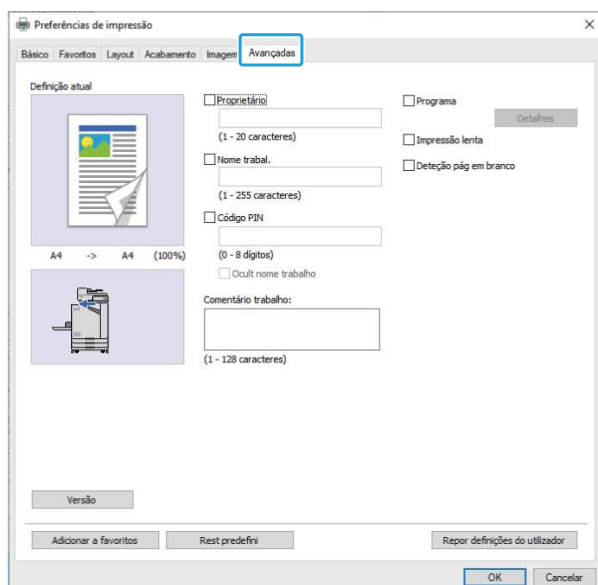 Preferências de impressão
Básico Favoritos Layout Acabamento Imagem Avançadas
Definição atual
A4 -> A4 (100%)
Proprietário
(1 - 20 caracteres)
Nome trabal.
(1 - 255 caracteres)
Código PIN
(0 - 8 dígitos)
Ocult nome trabalho
Comentário trabalho:
(1 - 128 caracteres)
Programa
Detalhes
Impressão lenta
Deteção pág em branco
Versão
Adicionar a favoritos Rest predefini Repor definições do utilizador
OK Cancelar